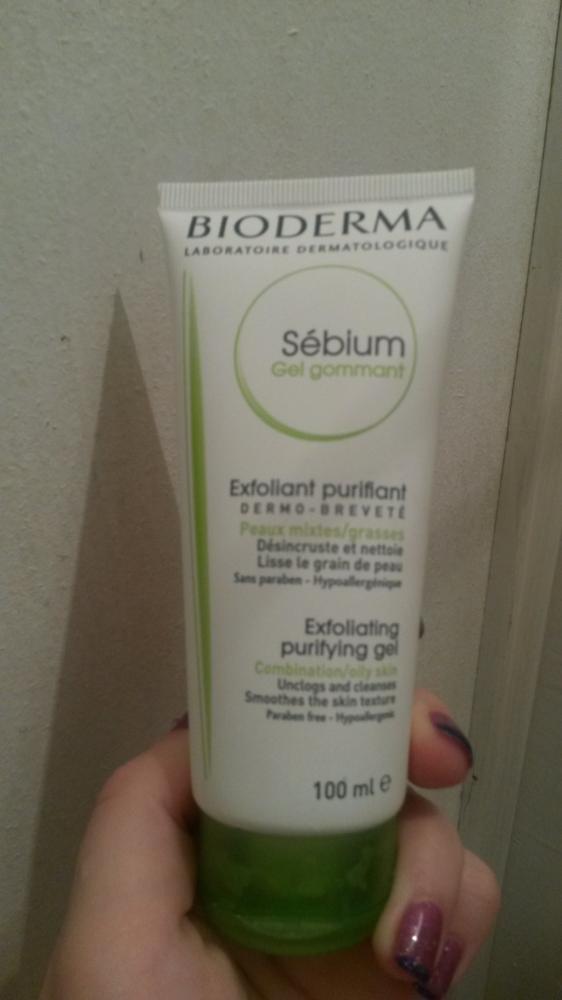 BIODERMA
LABORATOIRE DERMATOLOGIQUE
Sébium
Gel gommant
Exfoliant purifiant
DERMO-BREVETÉ
Peaux mixtes/grasses
Désincruste et nettoie
Lisse le grain de peau
Sans paraben - Hypoallergénique
Exfoliating
purifying gel
Combination/oily skin
Unclogs and cleanses
Smoothes the skin texture
Paraben free - Hypoallergenic
100 ml e